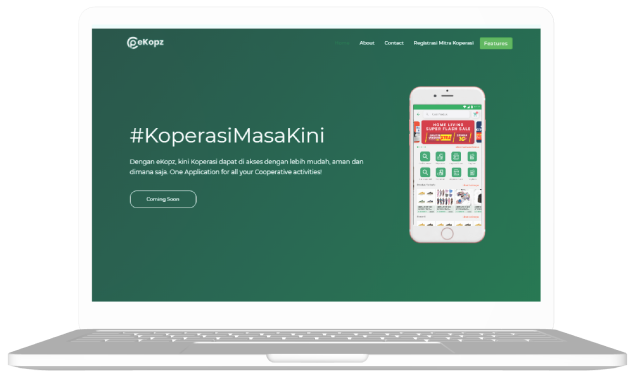 eKopz
Home
About
Contact
Registrasi Mitra Koperasi
Features
#KoperasiMasaKini
Dengan eKopz, kini Koperasi dapat di akses dengan lebih mudah, aman dan
dimana saja. One Application for all your Cooperative activities!
Coming Soon
HOME LIVING
SUPER FLASH SALE